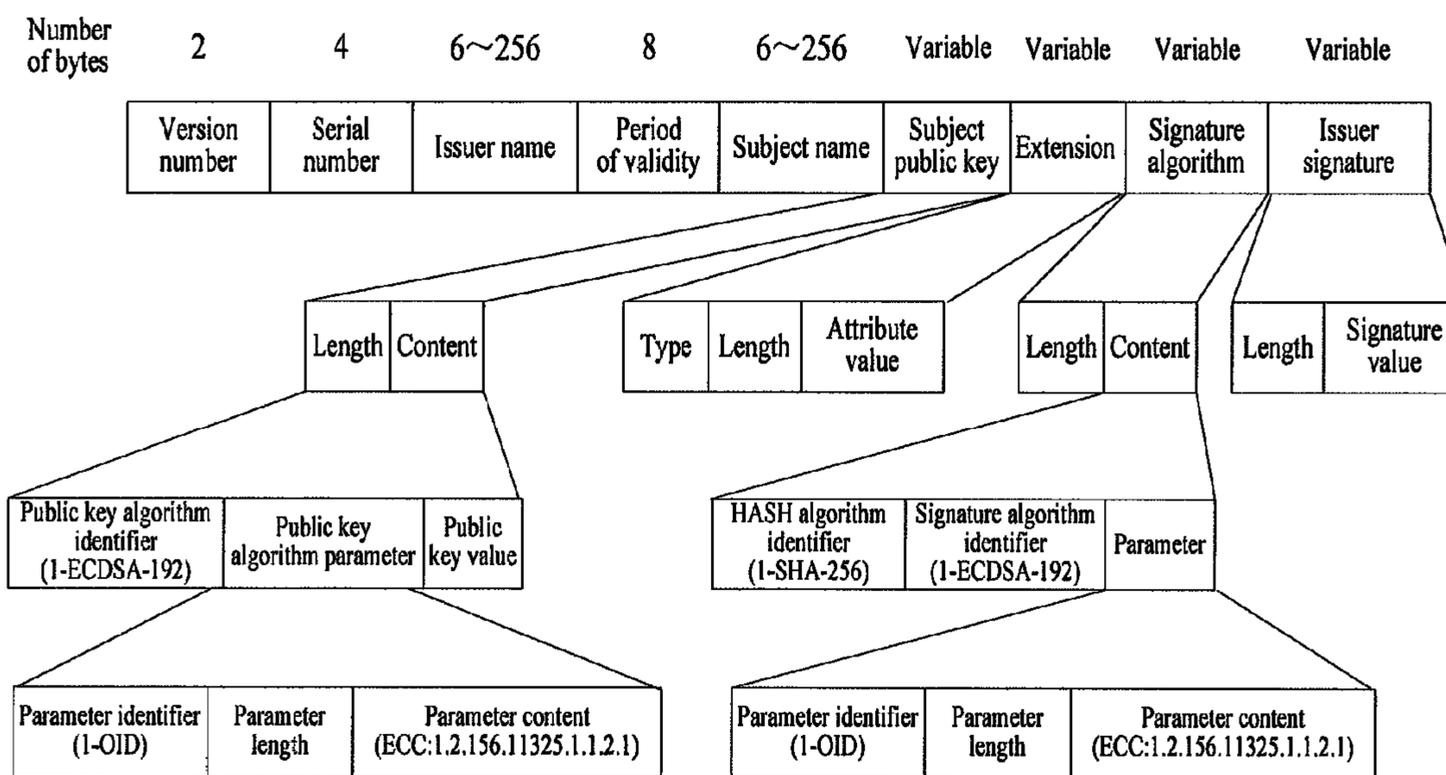 Number of bytes 2 4 6~256 8 6~256 Variable Variable Variable Variable
Version number
Serial number
Issuer name
Period of validity
Subject name
Subject public key
Extension
Signature algorithm
Issuer signature
Length
Content
Type
Length
Attribute value
Length
Content
Length
Signature value
Public key algorithm identifier (1-ECDSA-192)
Public key algorithm parameter
Public key value
HASH algorithm identifier (1-SHA-256)
Signature algorithm identifier (1-ECDSA-192)
Parameter
Parameter identifier (1-OID)
Parameter length
Parameter content (ECC:1.2.156.11325.1.1.2.1)
Parameter identifier (1-OID)
Parameter length
Parameter content (ECC:1.2.156.11325.1.1.2.1)